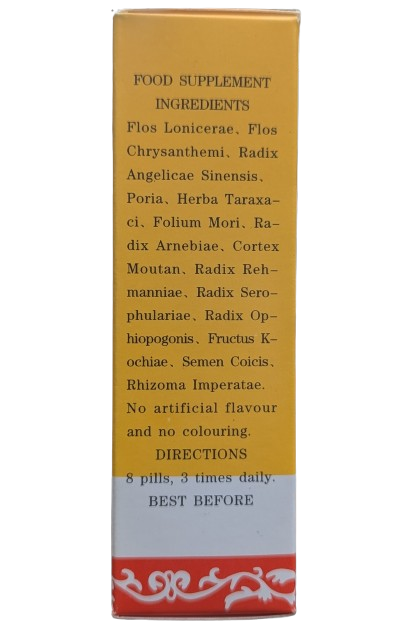 FOOD SUPPLEMENT
INGREDIENTS
Flos Lonicerae、Flos
Chrysanthemi、Radix
Angelicae Sinensis、
Poria、Herba Taraxa-
ci、Folium Mori、Ra-
dix Arnebiae、Cortex
Moutan、Radix Reh-
manniae、Radix Sero-
phulariae、Radix Op-
hiopogonis、Fructus K-
ochiae、Semen Coicis、
Rhizoma Imperatae.
No artificial flavour
and no colouring.
DIRECTIONS
8 pills, 3 times daily.
BEST BEFORE